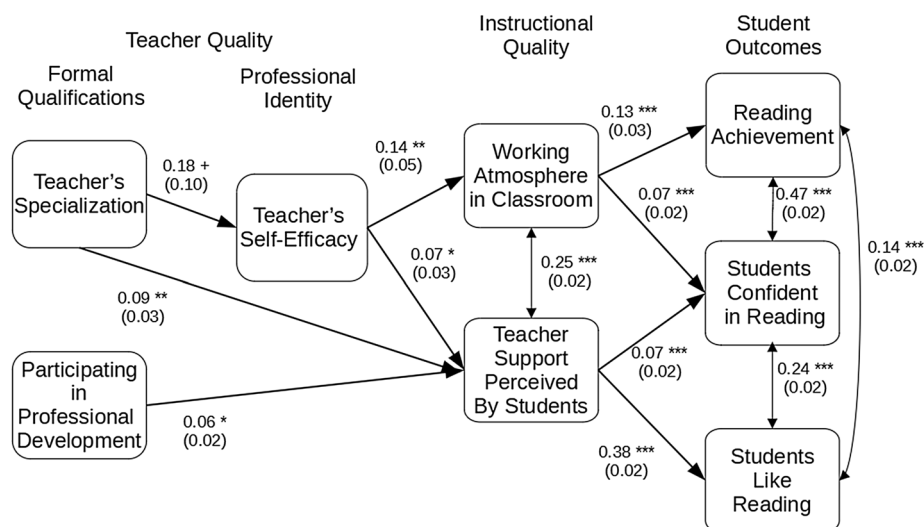 Teacher Quality
Instructional
Quality
Student
Outcomes
Formal
Qualifications
Professional
Identity
Teacher's
Specialization
0.18 +
(0.10)
Teacher's
Self-Efficacy
0.14 **
(0.05)
Working
Atmosphere
in Classroom
0.13 ***
(0.03)
Reading
Achievement
0.07 ***
(0.02)
0.47 ***
(0.02)
0.14 ***
(0.02)
0.07 *
(0.03)
0.25 ***
(0.02)
Students
Confident
in Reading
0.09 **
(0.03)
Participating
in
Professional
Development
0.06 *
(0.02)
Teacher
Support
Perceived
By Students
0.07 ***
(0.02)
0.24 ***
(0.02)
0.38 ***
(0.02)
Students
Like
Reading